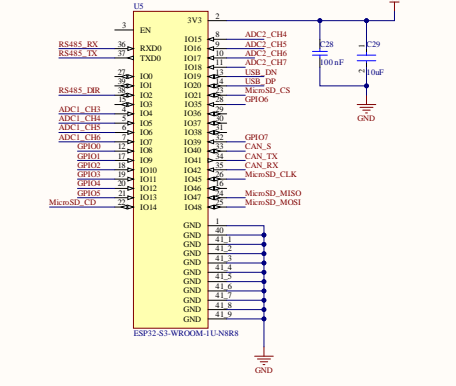 U5
3 EN
3V3 2
RS485_RX 36 RXD0
RS485_TX 37 TXD0
IO15 8 ADC2_CH4
IO16 9 ADC2_CH5
IO17 10 ADC2_CH6
IO18 11 ADC2_CH7
27 IO0
IO19 13 USB_DN
39 IO1
IO20 14 USB_DP
RS485_DIR 38 IO2
IO21 23 MicroSD_CS
15 IO3
IO35 28 GPIO6
ADC1_CH3 4 IO4
IO36 29
ADC1_CH4 5 IO5
IO37 30
ADC1_CH5 6 IO6
IO38 31
ADC1_CH6 7 IO7
IO39 32 GPIO7
GPIO0 12 IO8
IO40 33 CAN_S
GPIO1 17 IO9
IO41 34 CAN_TX
GPIO2 18 IO10
IO42 35 CAN_RX
GPIO3 19 IO11
IO45 26 MicroSD_CLK
GPIO4 20 IO12
IO46 16
GPIO5 21 IO13
IO47 24 MicroSD_MISO
MicroSD_CD 22 IO14
IO48 25 MicroSD_MOSI
GND 1
GND 40
GND 41_1
GND 41_2
GND 41_3
GND 41_4
GND 41_5
GND 41_6
GND 41_7
GND 41_8
GND 41_9
ESP32-S3-WROOM-1U-N8R8
C28
100 nF
1 C29
2 10uF
GND
GND